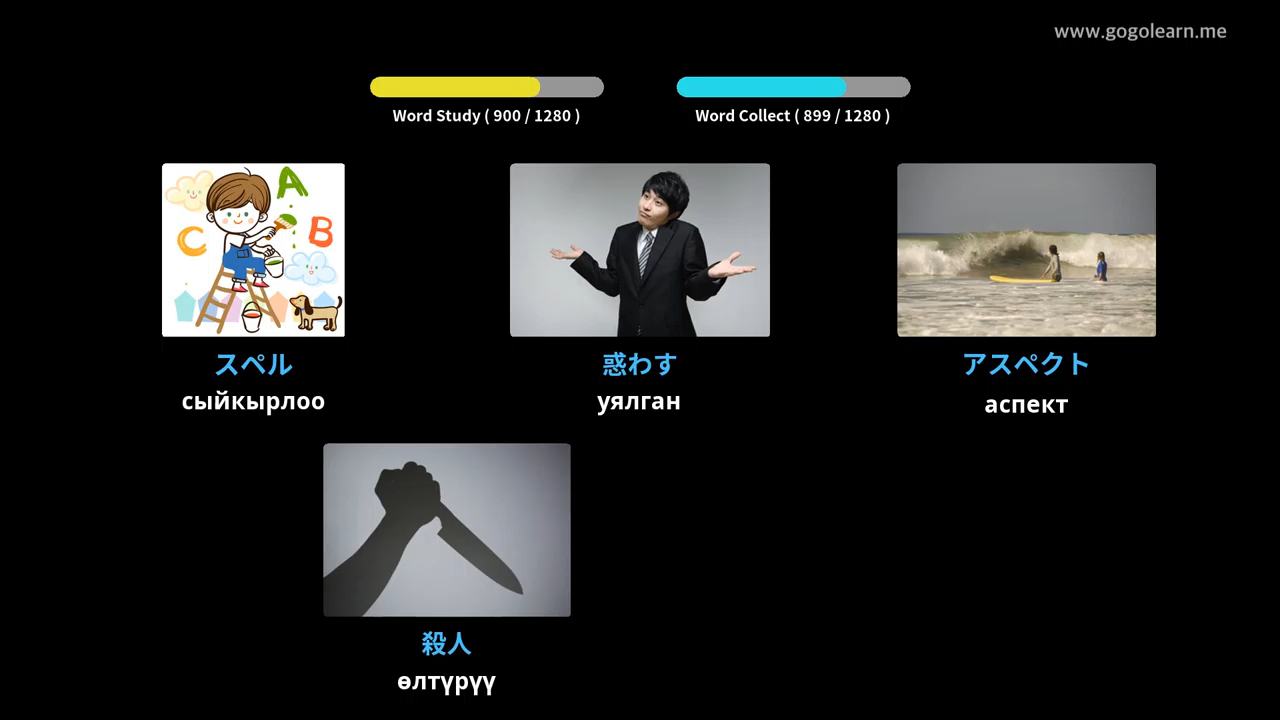 www.gogolearn.me
Word Study ( 900 / 1280 )
Word Collect ( 899 / 1280 )
A
B
C
スペル
сыйкырлоо
惑わす
уялган
アスペクト
аспект
殺人
өлтүрүү